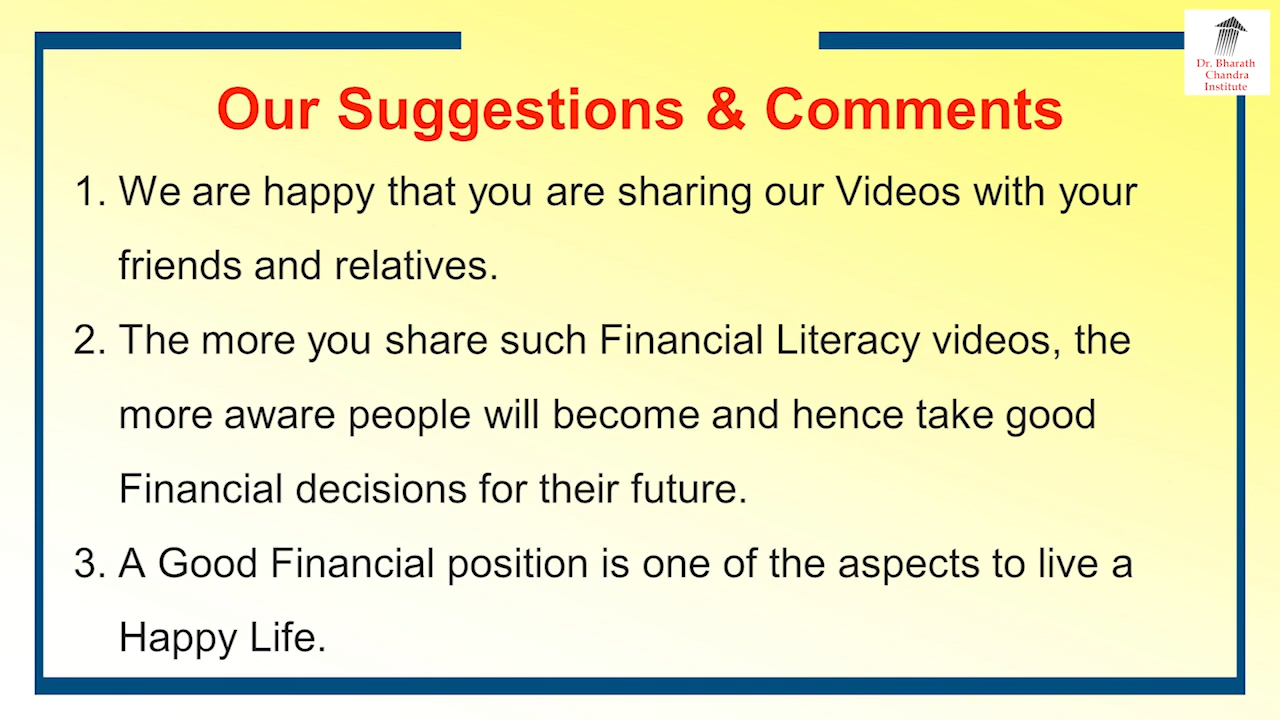 Dr. Bharath
Chandra
Institute
Our Suggestions & Comments
1. We are happy that you are sharing our Videos with your
friends and relatives.
2. The more you share such Financial Literacy videos, the
more aware people will become and hence take good
Financial decisions for their future.
3. A Good Financial position is one of the aspects to live a
Happy Life.